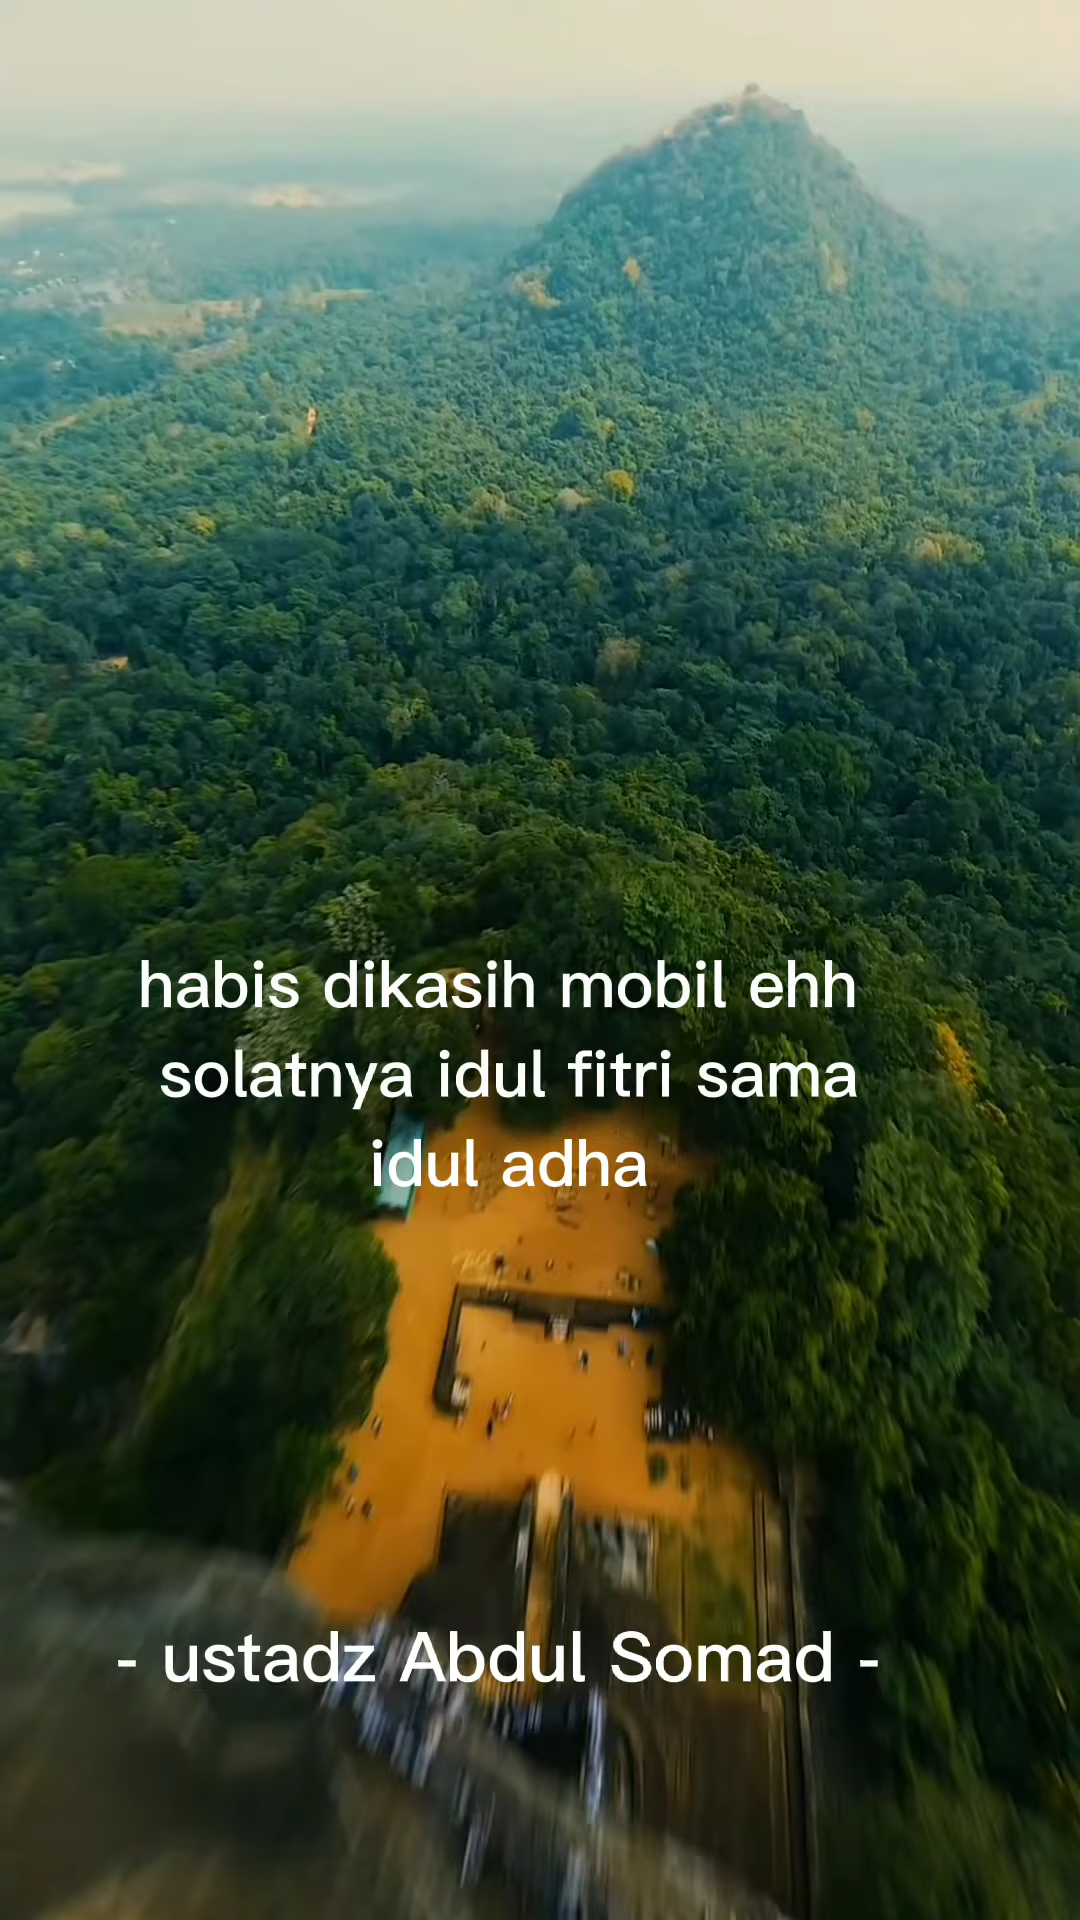 habis dikasih mobil ehh
solatnya idul fitri sama
idul adha
- ustadz Abdul Somad -